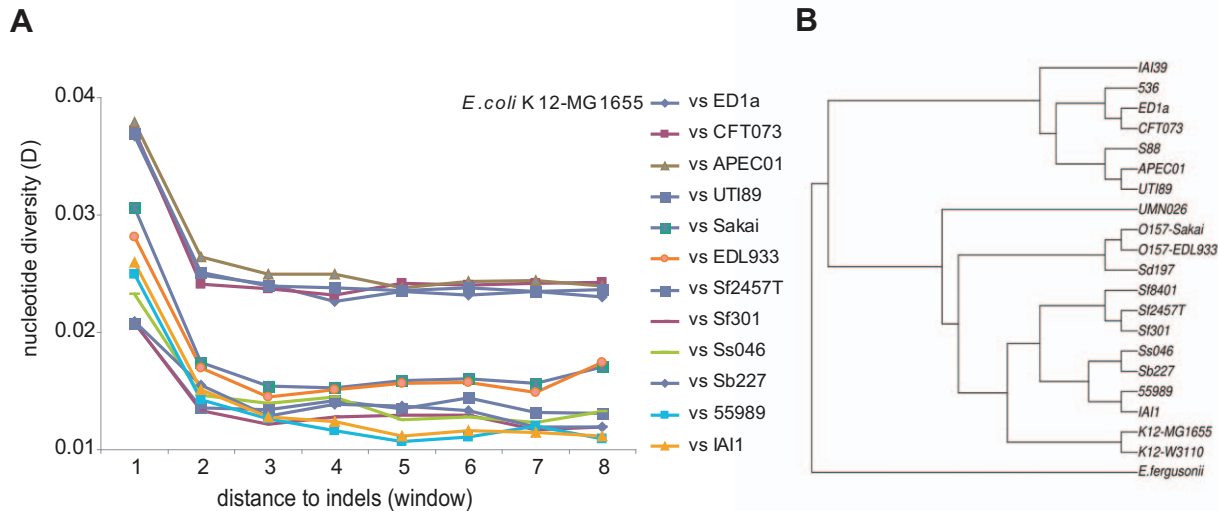 A
nucleotide diversity (D)
0.04
0.03
0.02
0.01
1 2 3 4 5 6 7 8
distance to indels (window)
E.coli K12-MG1655
vs ED1a
vs CFT073
vs APEC01
vs UTI89
vs Sakai
vs EDL933
vs Sf2457T
vs Sf301
vs Ss046
vs Sb227
vs 55989
vs IAI1
B
IAI39
536
ED1a
CFT073
S88
APEC01
UTI89
UMN026
O157-Sakai
O157-EDL933
Sd197
Sf8401
Sf2457T
Sf301
Ss046
Sb227
55989
IAI1
K12-MG1655
K12-W3110
E.fergusonii